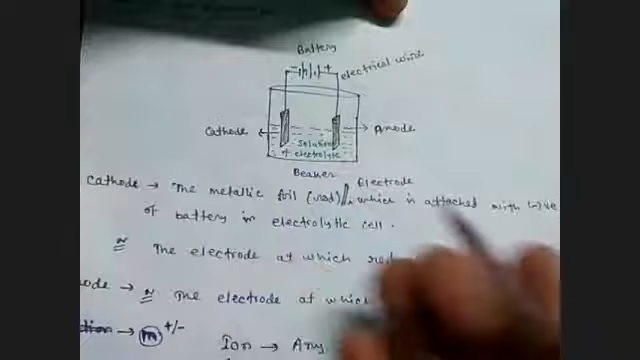 Battery
- +
electrical wire
Cathode
Anode
Solution
of electrolyte
Beaker
Cathode → The metallic foil (rod) // Electrode which is attached with (-)ve
of battery in electrolytic cell.
≅ The electrode at which
ode → ≅ The electrode at which
→ m +/-
Ion → Any